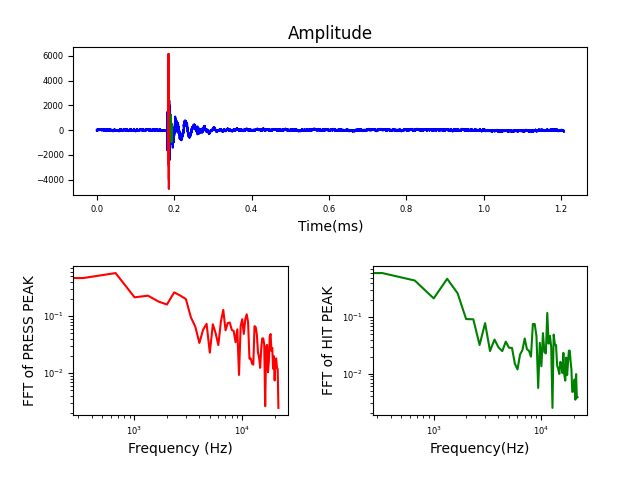 Amplitude
6000
4000
2000
0
−2000
−4000
0.0 0.2 0.4 0.6 0.8 1.0 1.2
Time(ms)
FFT of PRESS PEAK
10⁻¹
10⁻²
10³ 10⁴
Frequency (Hz)
FFT of HIT PEAK
10⁻¹
10⁻²
10³ 10⁴
Frequency(Hz)